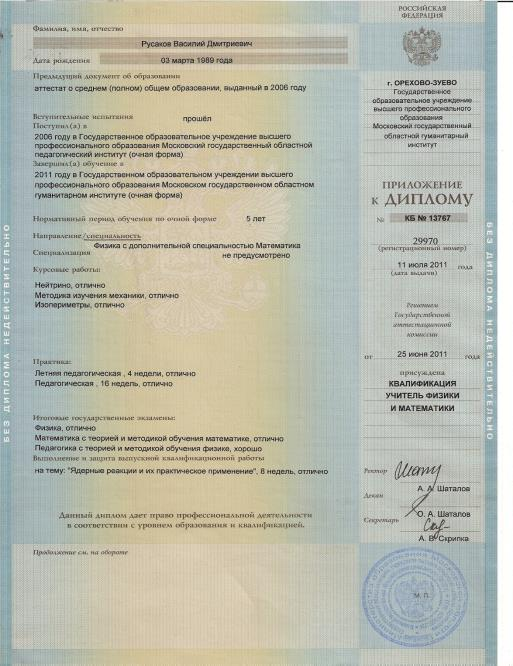 Фамилия, имя, отчество
Русаков Василий Дмитриевич
Дата рождения 03 марта 1989 года
Предыдущий документ об образовании
аттестат о среднем (полном) общем образовании, выданный в 2006 году
Вступительные испытания прошёл
Поступил(а) в
2006 году в Государственное образовательное учреждение высшего
профессионального образования Московский государственный областной
педагогический институт (очная форма)
Завершил(а) обучение в
2011 году в Государственном образовательном учреждении высшего
профессионального образования Московском государственном областном
гуманитарном институте (очная форма)
Нормативный период обучения по очной форме 5 лет
Направление/специальность
Физика с дополнительной специальностью Математика
Специализация не предусмотрено
Курсовые работы:
Нейтрино, отлично
Методика изучения механики, отлично
Изопериметры, отлично
Практика:
Летняя педагогическая , 4 недели, отлично
Педагогическая , 16 недель, отлично
Итоговые государственные экзамены:
Физика, отлично
Математика с теорией и методикой обучения математике, отлично
Педагогика с теорией и методикой обучения физике, хорошо
Выполнение и защита выпускной квалификационной работы
на тему: "Ядерные реакции и их практическое применение", 8 недель, отлично
Данный диплом дает право профессиональной деятельности
в соответствии с уровнем образования и квалификацией.
Продолжение см. на обороте
БЕЗ ДИПЛОМА НЕДЕЙСТВИТЕЛЬНО
РОССИЙСКАЯ
ФЕДЕРАЦИЯ
г. ОРЕХОВО-ЗУЕВО
Государственное
образовательное учреждение
высшего профессионального
образования
Московский государственный
областной гуманитарный
институт
ПРИЛОЖЕНИЕ
К ДИПЛОМУ
№ КБ № 13767
29970
(регистрационный номер)
11 июля 2011 года
(дата выдачи)
Решением
Государственной
аттестационной
комиссии
от 25 июня 2011 года
присуждена
КВАЛИФИКАЦИЯ
УЧИТЕЛЬ ФИЗИКИ
И МАТЕМАТИКИ
Ректор
А. А. Шаталов
Декан
О. А. Шаталов
Секретарь
А. В. Скрипка
М. П.
БЕЗ ДИПЛОМА НЕДЕЙСТВИТЕЛЬНО